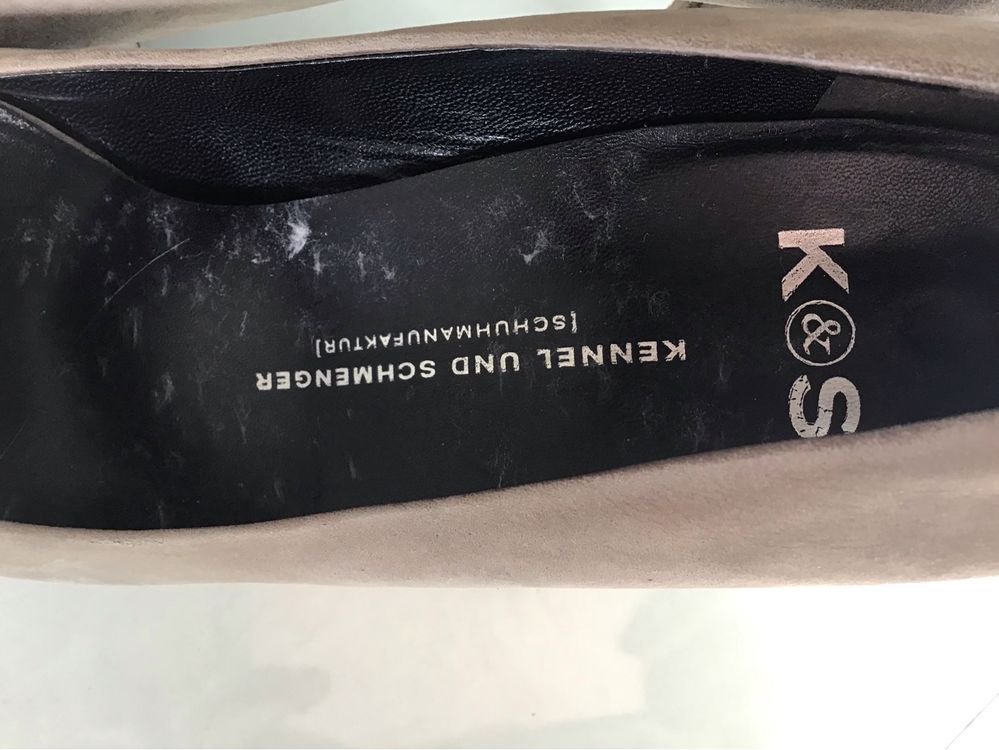 K&S
KENNEL UND SCHMENGER
[SCHUHMANUFAKTUR]